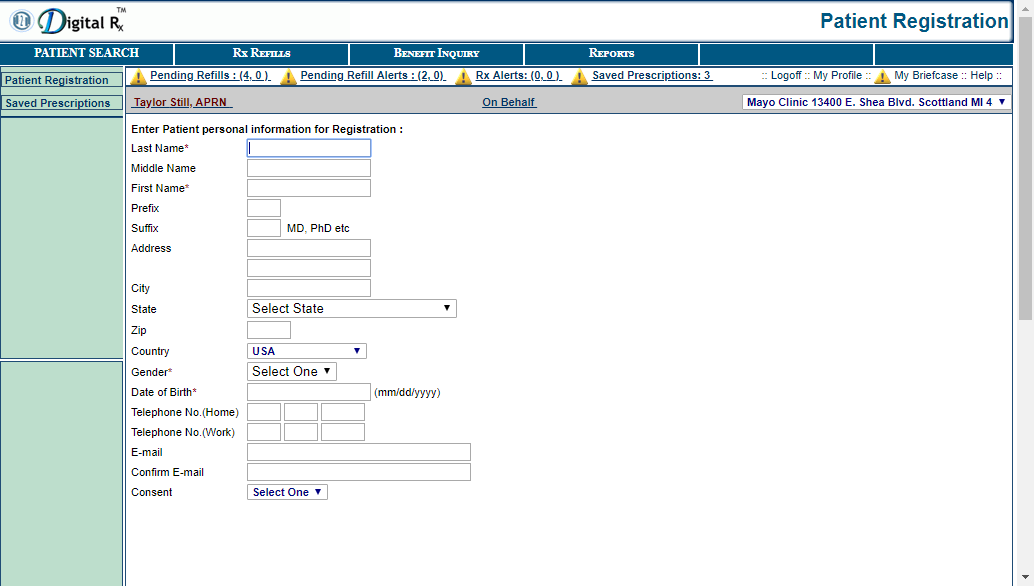 Digital Rx TM
Patient Registration
PATIENT SEARCH RX REFILLS BENEFIT INQUIRY REPORTS
Patient Registration
Saved Prescriptions
Pending Refills : (4, 0 ) Pending Refill Alerts : (2, 0) Rx Alerts: (0, 0 ) Saved Prescriptions: 3 :: Logoff :: My Profile :: My Briefcase :: Help ::
Taylor Still, APRN On Behalf Mayo Clinic 13400 E. Shea Blvd. Scottland MI 4
Enter Patient personal information for Registration :
Last Name*
Middle Name
First Name*
Prefix
Suffix MD, PhD etc
Address
City
State Select State
Zip
Country USA
Gender* Select One
Date of Birth* (mm/dd/yyyy)
Telephone No.(Home)
Telephone No.(Work)
E-mail
Confirm E-mail
Consent Select One